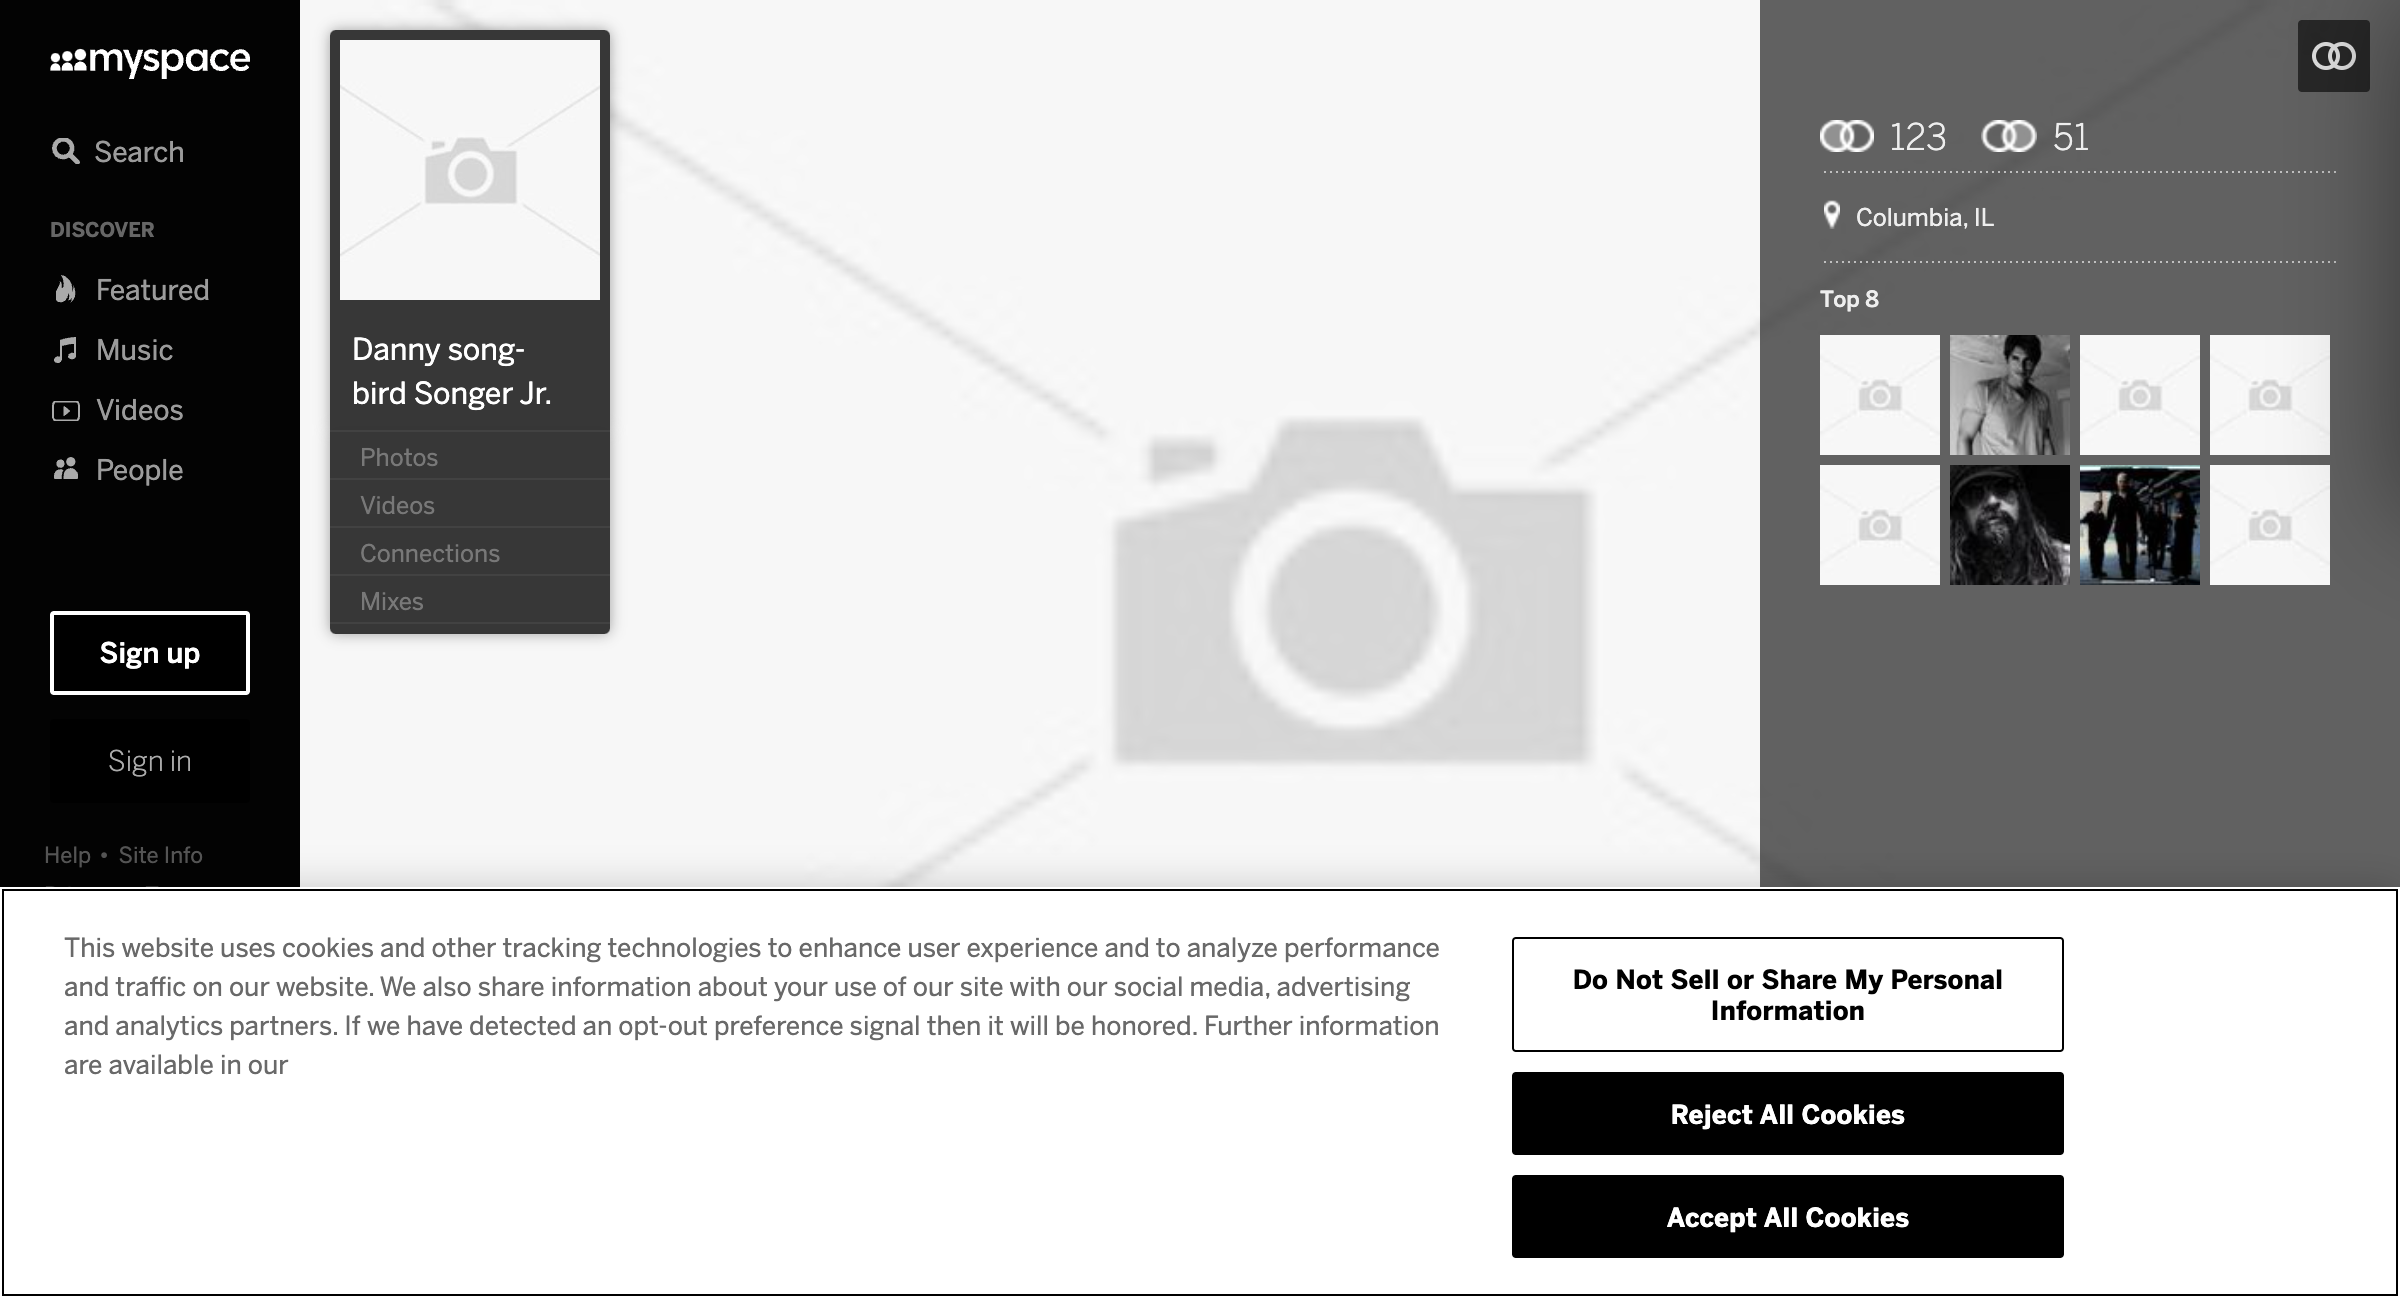 myspace
Search
DISCOVER
Featured
Music
Videos
People
Sign up
Sign in
Help • Site Info
Danny song-
bird Songer Jr.
Photos
Videos
Connections
Mixes
123 51
Columbia, IL
Top 8
This website uses cookies and other tracking technologies to enhance user experience and to analyze performance
and traffic on our website. We also share information about your use of our site with our social media, advertising
and analytics partners. If we have detected an opt-out preference signal then it will be honored. Further information
are available in our
Do Not Sell or Share My Personal
Information
Reject All Cookies
Accept All Cookies